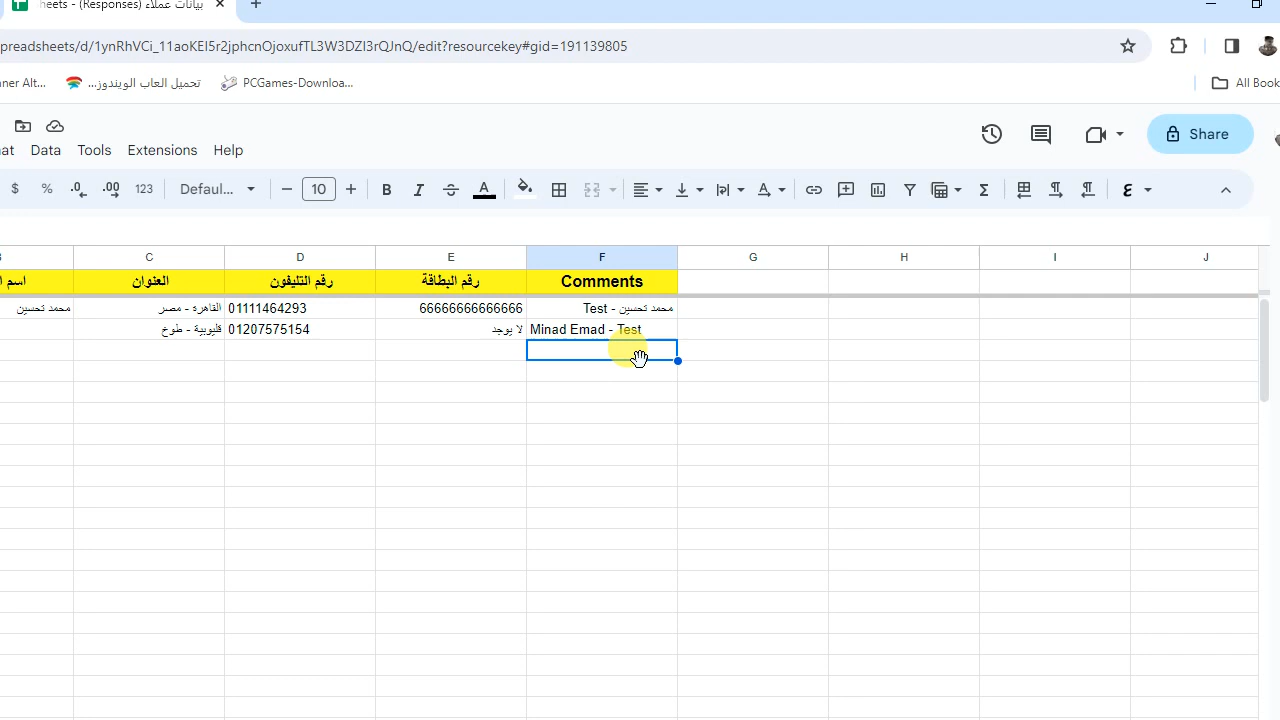 بيانات عملاء (Responses) - heets
preadsheets/d/1ynRhVCi_11aoKEI5r2jphcnOjoxufTL3W3DZI3rQJnQ/edit?resourcekey#gid=191139805
ner Alt... تحميل العاب الويندوز... PCGames-Downloa... All Book
Share
at Data Tools Extensions Help
$ % .0 .00 123 Defaul... 10 B I A A Σ ε
C D E F G H I J
اسم ا العنوان رقم التليفون رقم البطاقة Comments
محمد تحسين القاهرة - مصر 01111464293 66666666666666 محمد تحسين - Test
قليوبية - طوخ 01207575154 لا يوجد Minad Emad - Test